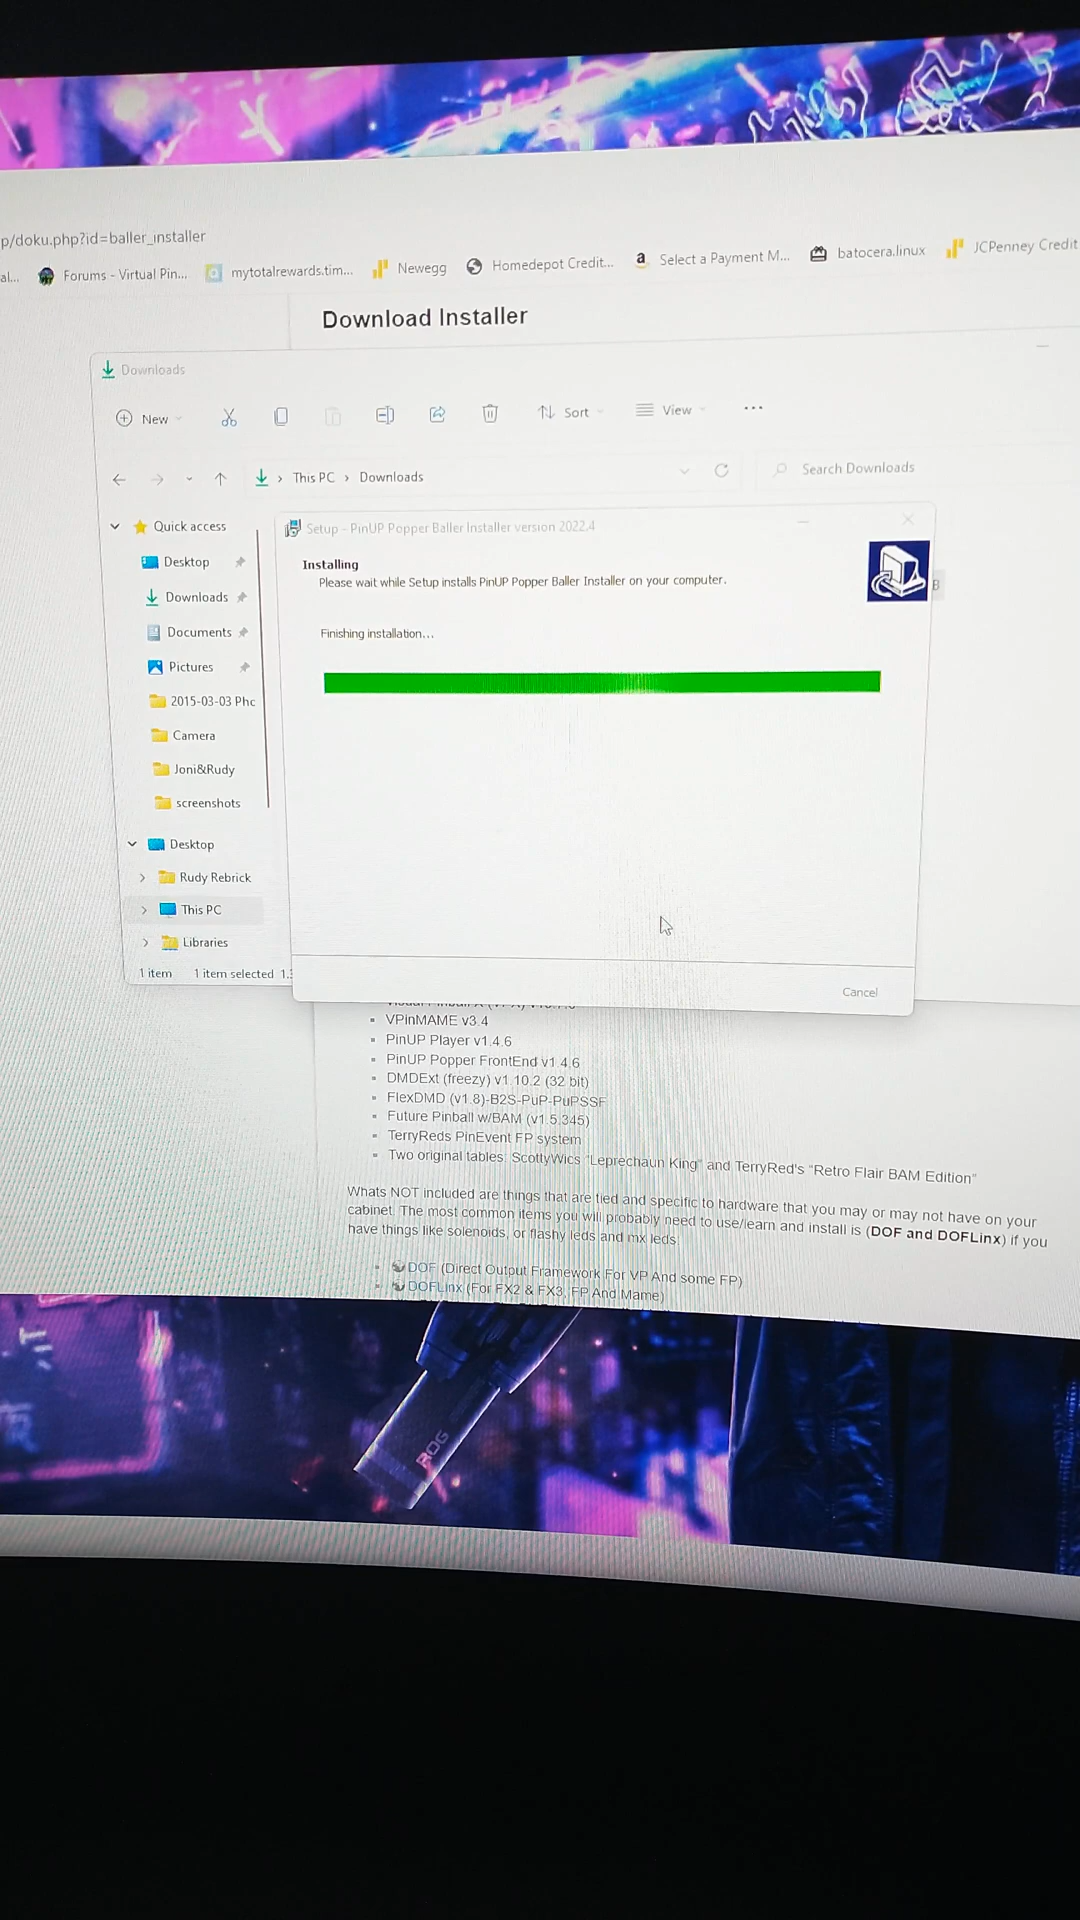 p/doku.php?id=baller_installer
al...
Forums - Virtual Pin...
mytotalrewards.tim...
Newegg
Homedepot Credit...
a
Select a Payment M...
batocera.linux
JCPenney Credit
Download Installer
Downloads
New
Sort
View
This PC > Downloads
Search Downloads
Quick access
Desktop
Downloads
Documents
Pictures
2015-03-03 Phc
Camera
Joni&Rudy
screenshots
Desktop
Rudy Rebrick
This PC
Libraries
1 item 1 item selected 1.
Setup - PinUP Popper Baller Installer version 2022.4
Installing
Please wait while Setup installs PinUP Popper Baller Installer on your computer.
B
Finishing installation...
Cancel
VPinMAME v3.4
PinUP Player v1.4.6
PinUP Popper FrontEnd v1.4.6
DMDExt (freezy) v1.10.2 (32 bit)
FlexDMD (v1.8)-B2S-PuP-PuPSSF
Future Pinball w/BAM (v1.5.345)
TerryReds PinEvent FP system
Two original tables: ScottyWics "Leprechaun King" and TerryRed's "Retro Flair BAM Edition"
Whats NOT included are things that are tied and specific to hardware that you may or may not have on your
cabinet. The most common items you will probably need to use/learn and install is (DOF and DOFLinx) if you
have things like solenoids, or flashy leds and mx leds.
DOF (Direct Output Framework For VP And some FP)
DOFLinx (For FX2 & FX3, FP And Mame)
ROG